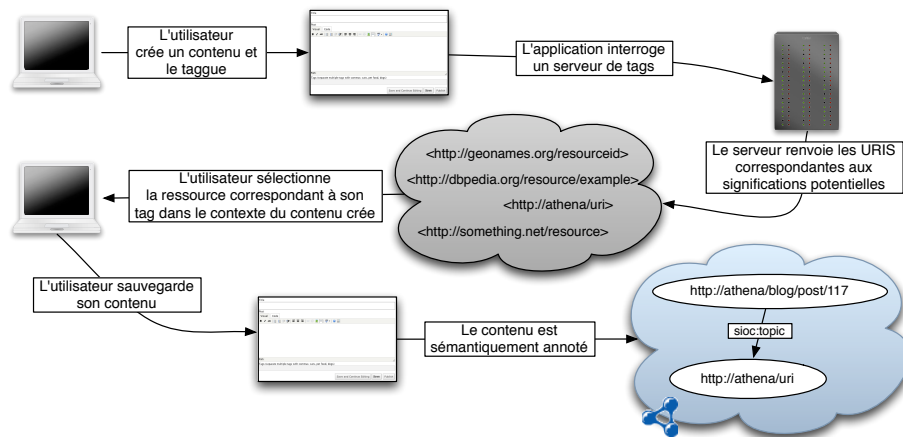 L'utilisateur
crée un contenu et
le taggue
L'application interroge
un serveur de tags
Le serveur renvoie les URIS
correspondantes aux
significations potentielles
<http://geonames.org/resourceid>
<http://dbpedia.org/resource/example>
<http://athena/uri>
<http://something.net/resource>
L'utilisateur sélectionne
la ressource correspondant à son
tag dans le contexte du contenu crée
L'utilisateur sauvegarde
son contenu
Le contenu est
sémantiquement annoté
http://athena/blog/post/117
sioc:topic
http://athena/uri